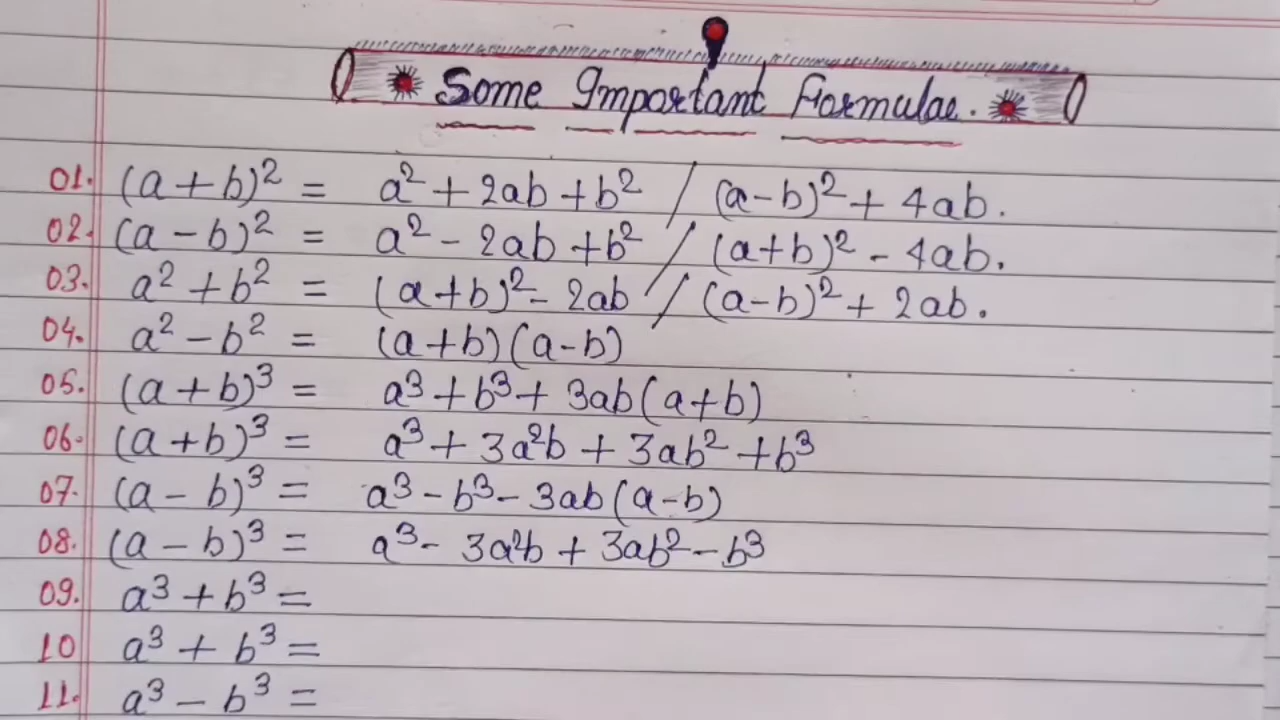 Some Important Formulae.
01. (a+b)² = a² + 2ab + b² / (a-b)² + 4ab.
02. (a-b)² = a² - 2ab + b² / (a+b)² - 4ab.
03. a² + b² = (a+b)² - 2ab / (a-b)² + 2ab.
04. a² - b² = (a+b)(a-b)
05. (a+b)³ = a³ + b³ + 3ab(a+b)
06. (a+b)³ = a³ + 3a²b + 3ab² + b³
07. (a-b)³ = a³ - b³ - 3ab(a-b)
08. (a-b)³ = a³ - 3a²b + 3ab² - b³
09. a³ + b³ =
10 a³ + b³ =
11. a³ - b³ =